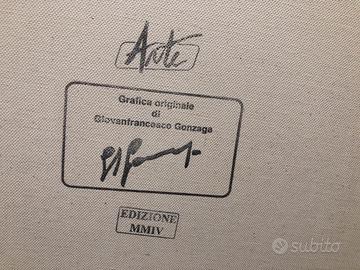 Arte
Grafica originale
di
Giovanfrancesco Gonzaga
EDIZIONE
MMIV
subito